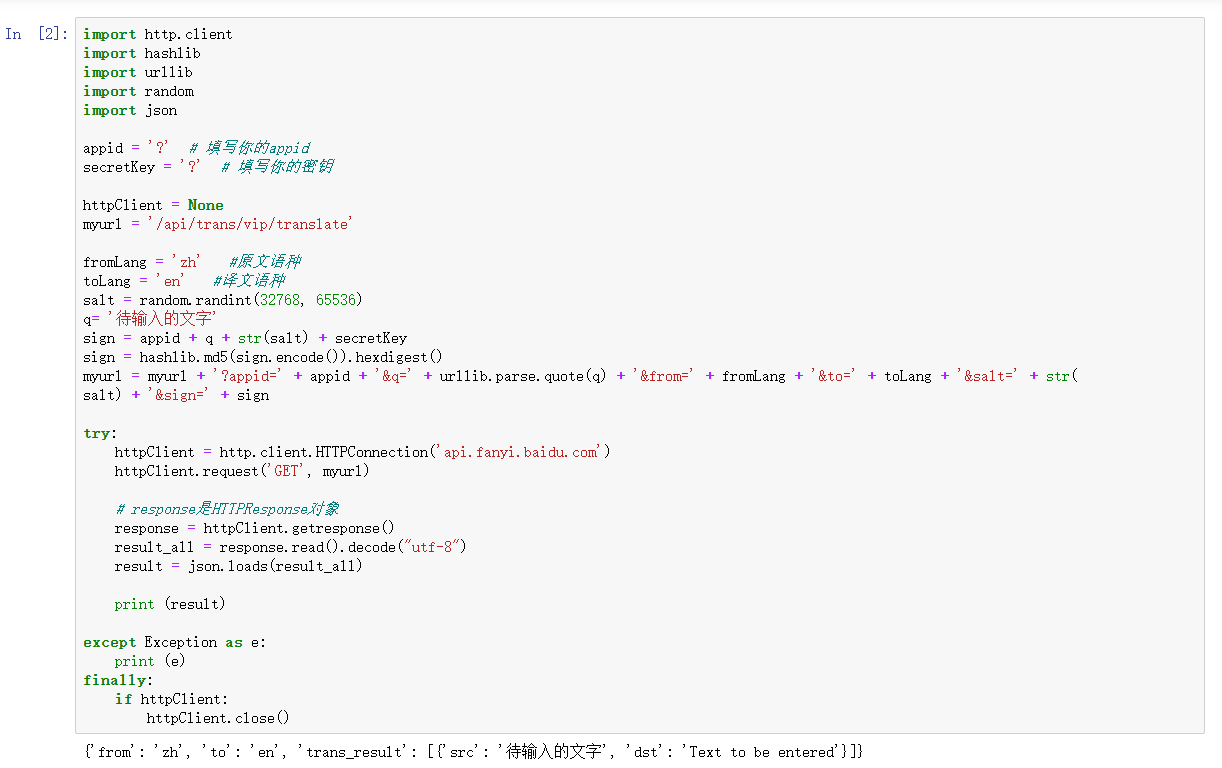 In [2]:
import http.client
import hashlib
import urllib
import random
import json
appid = '?'  # 填写你的appid
secretKey = '?'  # 填写你的密钥
httpClient = None
myurl = '/api/trans/vip/translate'
fromLang = 'zh'   #原文语种
toLang = 'en'   #译文语种
salt = random.randint(32768, 65536)
q= '待输入的文字'
sign = appid + q + str(salt) + secretKey
sign = hashlib.md5(sign.encode()).hexdigest()
myurl = myurl + '?appid=' + appid + '&q=' + urllib.parse.quote(q) + '&from=' + fromLang + '&to=' + toLang + '&salt=' + str(
salt) + '&sign=' + sign
try:
    httpClient = http.client.HTTPConnection('api.fanyi.baidu.com')
    httpClient.request('GET', myurl)
    # response是HTTPResponse对象
    response = httpClient.getresponse()
    result_all = response.read().decode("utf-8")
    result = json.loads(result_all)
    print (result)
except Exception as e:
    print (e)
finally:
    if httpClient:
        httpClient.close()
{'from': 'zh', 'to': 'en', 'trans_result': [{'src': '待输入的文字', 'dst': 'Text to be entered'}]}